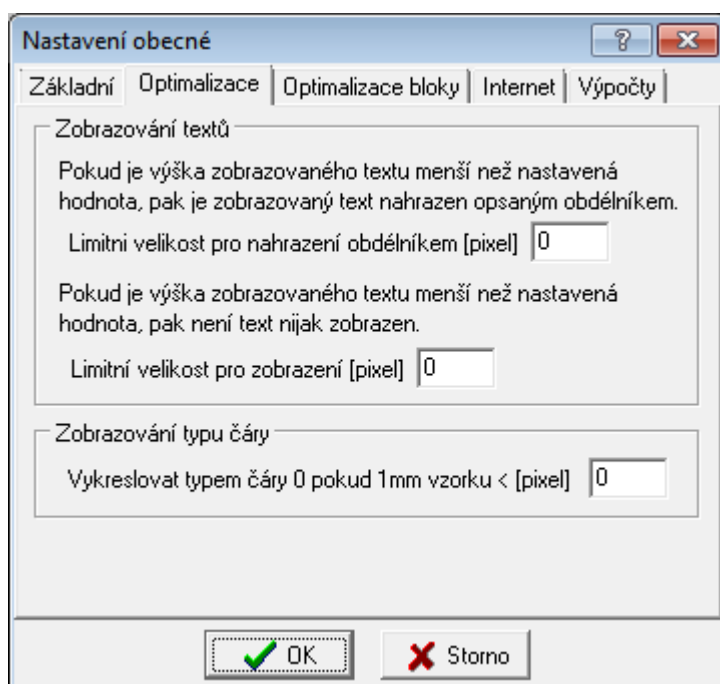 Nastavení obecné
Základní Optimalizace Optimalizace bloky Internet Výpočty
Zobrazování textů
Pokud je výška zobrazovaného textu menší než nastavená
hodnota, pak je zobrazovaný text nahrazen opsaným obdélníkem.
Limitni velikost pro nahrazení obdélníkem [pixel] 0
Pokud je výška zobrazovaného textu menší než nastavená
hodnota, pak není text nijak zobrazen.
Limitní velikost pro zobrazení [pixel] 0
Zobrazování typu čáry
Vykreslovat typem čáry 0 pokud 1mm vzorku < [pixel] 0
OK Storno